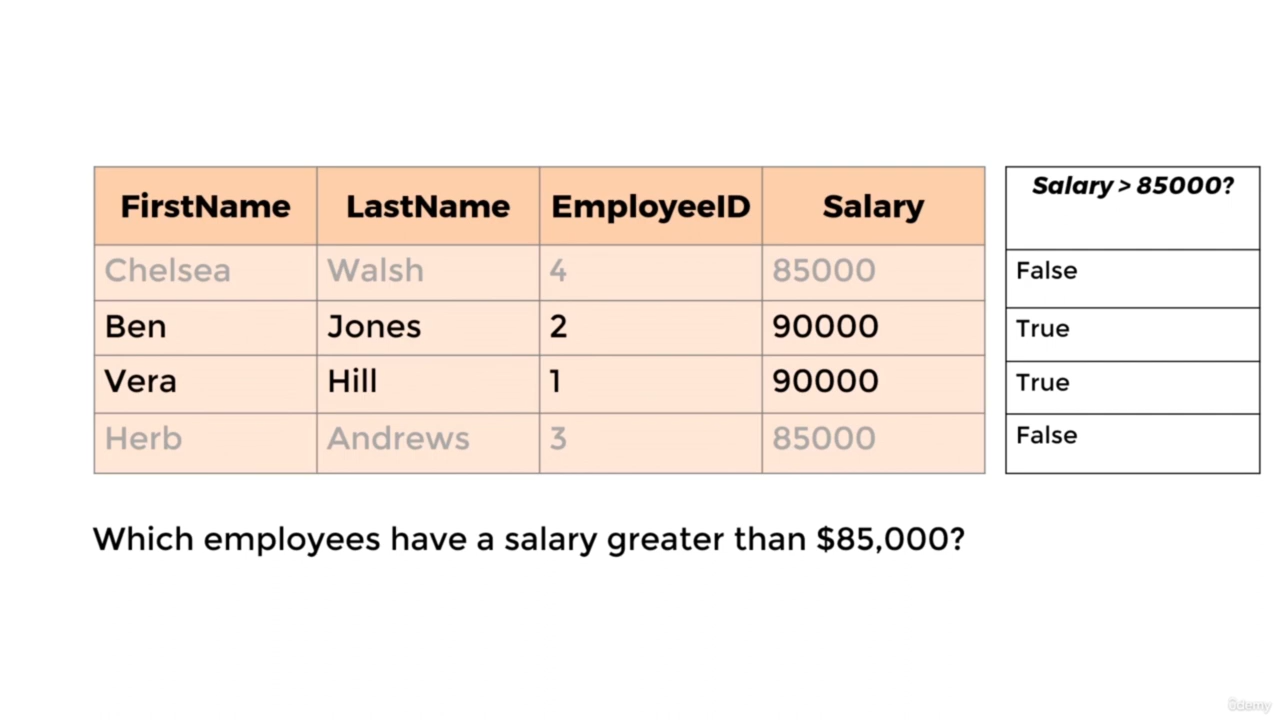 FirstName LastName EmployeeID Salary Salary > 85000?
Chelsea Walsh 4 85000 False
Ben Jones 2 90000 True
Vera Hill 1 90000 True
Herb Andrews 3 85000 False
Which employees have a salary greater than $85,000?
ûdemy